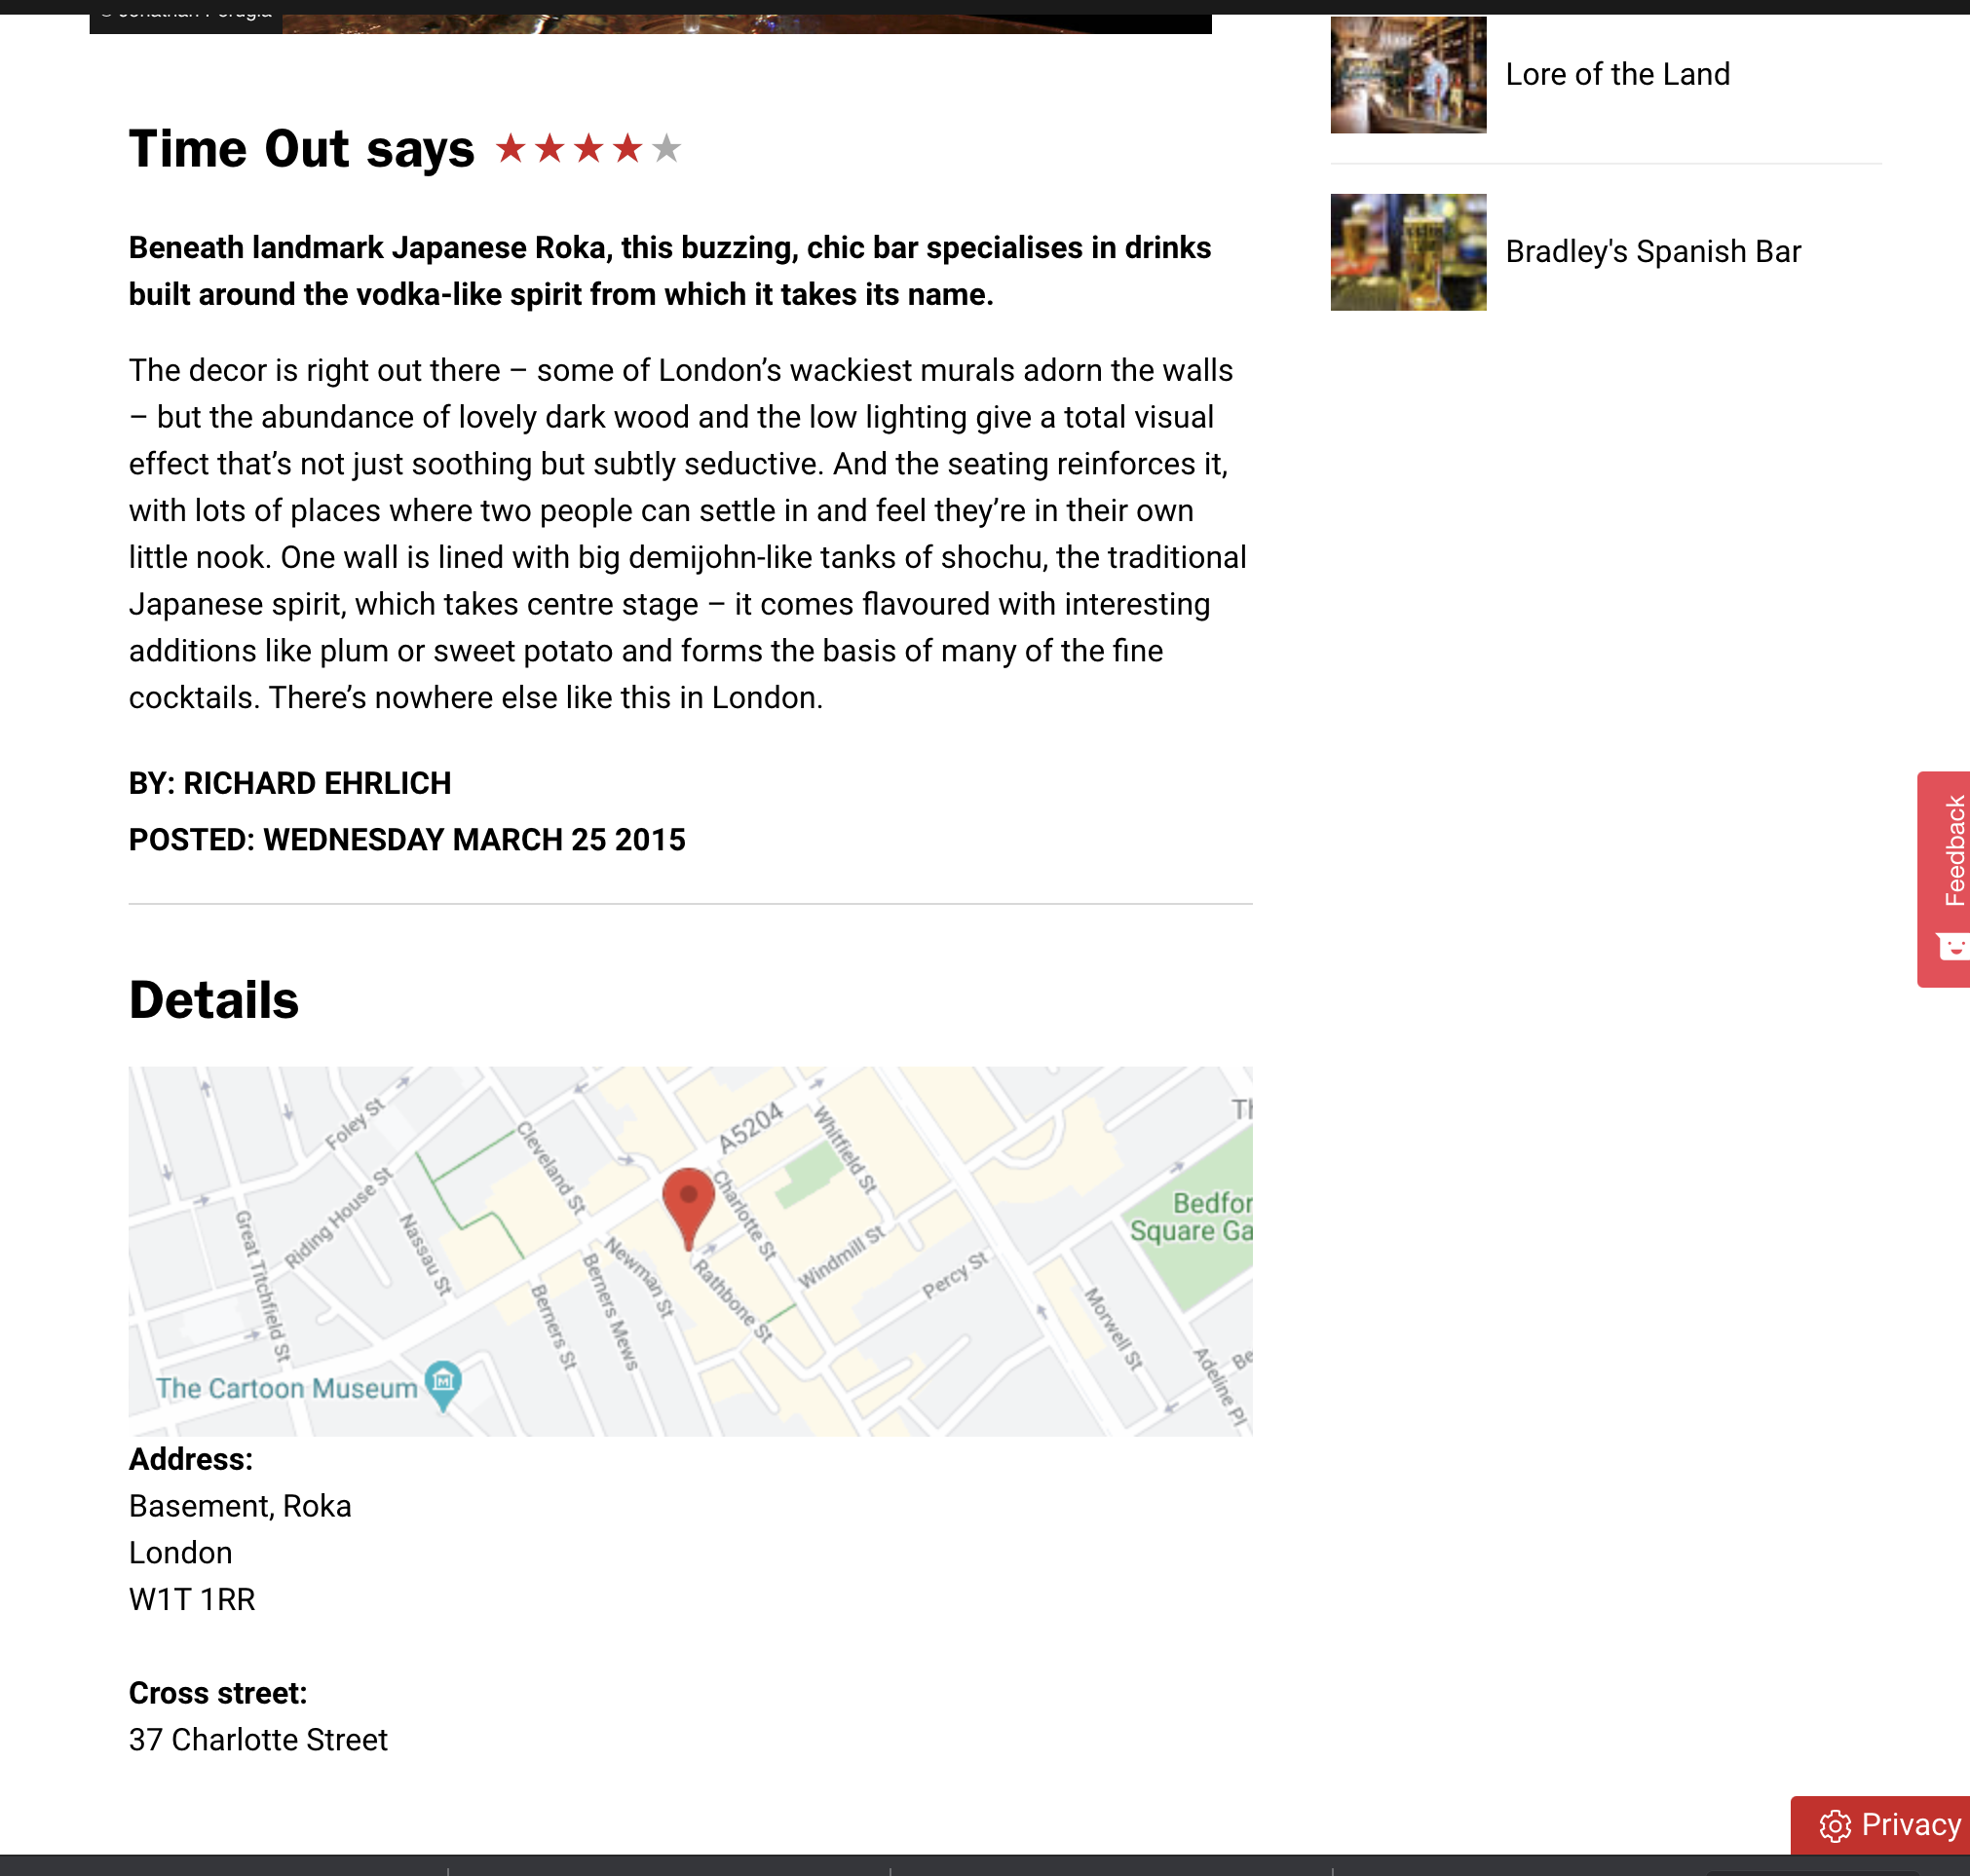 © Jonathan Perugia
Time Out says
Beneath landmark Japanese Roka, this buzzing, chic bar specialises in drinks
built around the vodka-like spirit from which it takes its name.
The decor is right out there – some of London’s wackiest murals adorn the walls
– but the abundance of lovely dark wood and the low lighting give a total visual
effect that’s not just soothing but subtly seductive. And the seating reinforces it,
with lots of places where two people can settle in and feel they’re in their own
little nook. One wall is lined with big demijohn-like tanks of shochu, the traditional
Japanese spirit, which takes centre stage – it comes flavoured with interesting
additions like plum or sweet potato and forms the basis of many of the fine
cocktails. There’s nowhere else like this in London.
BY: RICHARD EHRLICH
POSTED: WEDNESDAY MARCH 25 2015
Details
Foley St
Riding House St
Great Titchfield St
Nassau St
Cleveland St
A5204
Whitfield St
Charlotte St
Newman St
Berners Mews
Berners St
Rathbone St
Windmill St
Percy St
Morwell St
Adeline Pl
Be
Th
Bedfor
Square Ga
The Cartoon Museum
M
Address:
Basement, Roka
London
W1T 1RR
Cross street:
37 Charlotte Street
Lore of the Land
Bradley's Spanish Bar
Feedback
Privacy